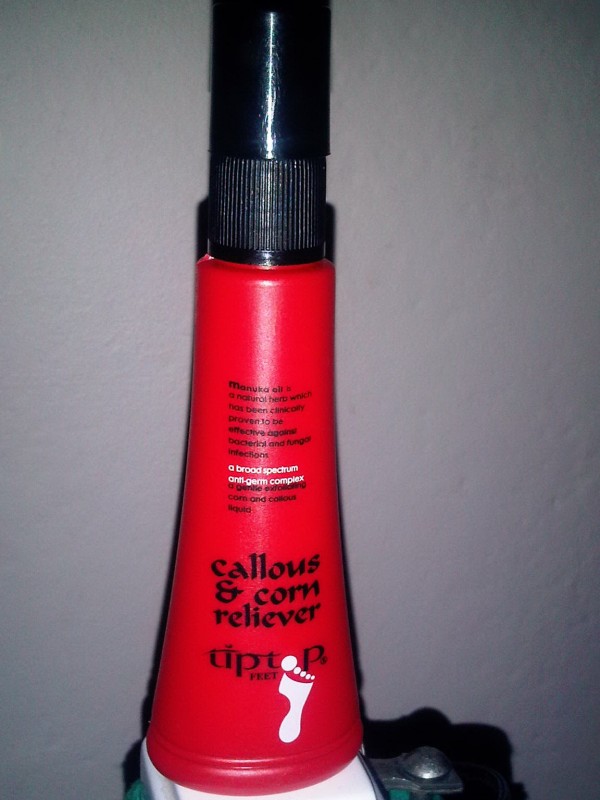 manuka oil is
a natural herb which
has been clinically
proven to be
effective against
bacterial and fungal
infections
a broad spectrum
anti-germ complex
a gentle exfoliating
corn and callous
liquid
callous
& corn
reliever
tiptop®
FEET